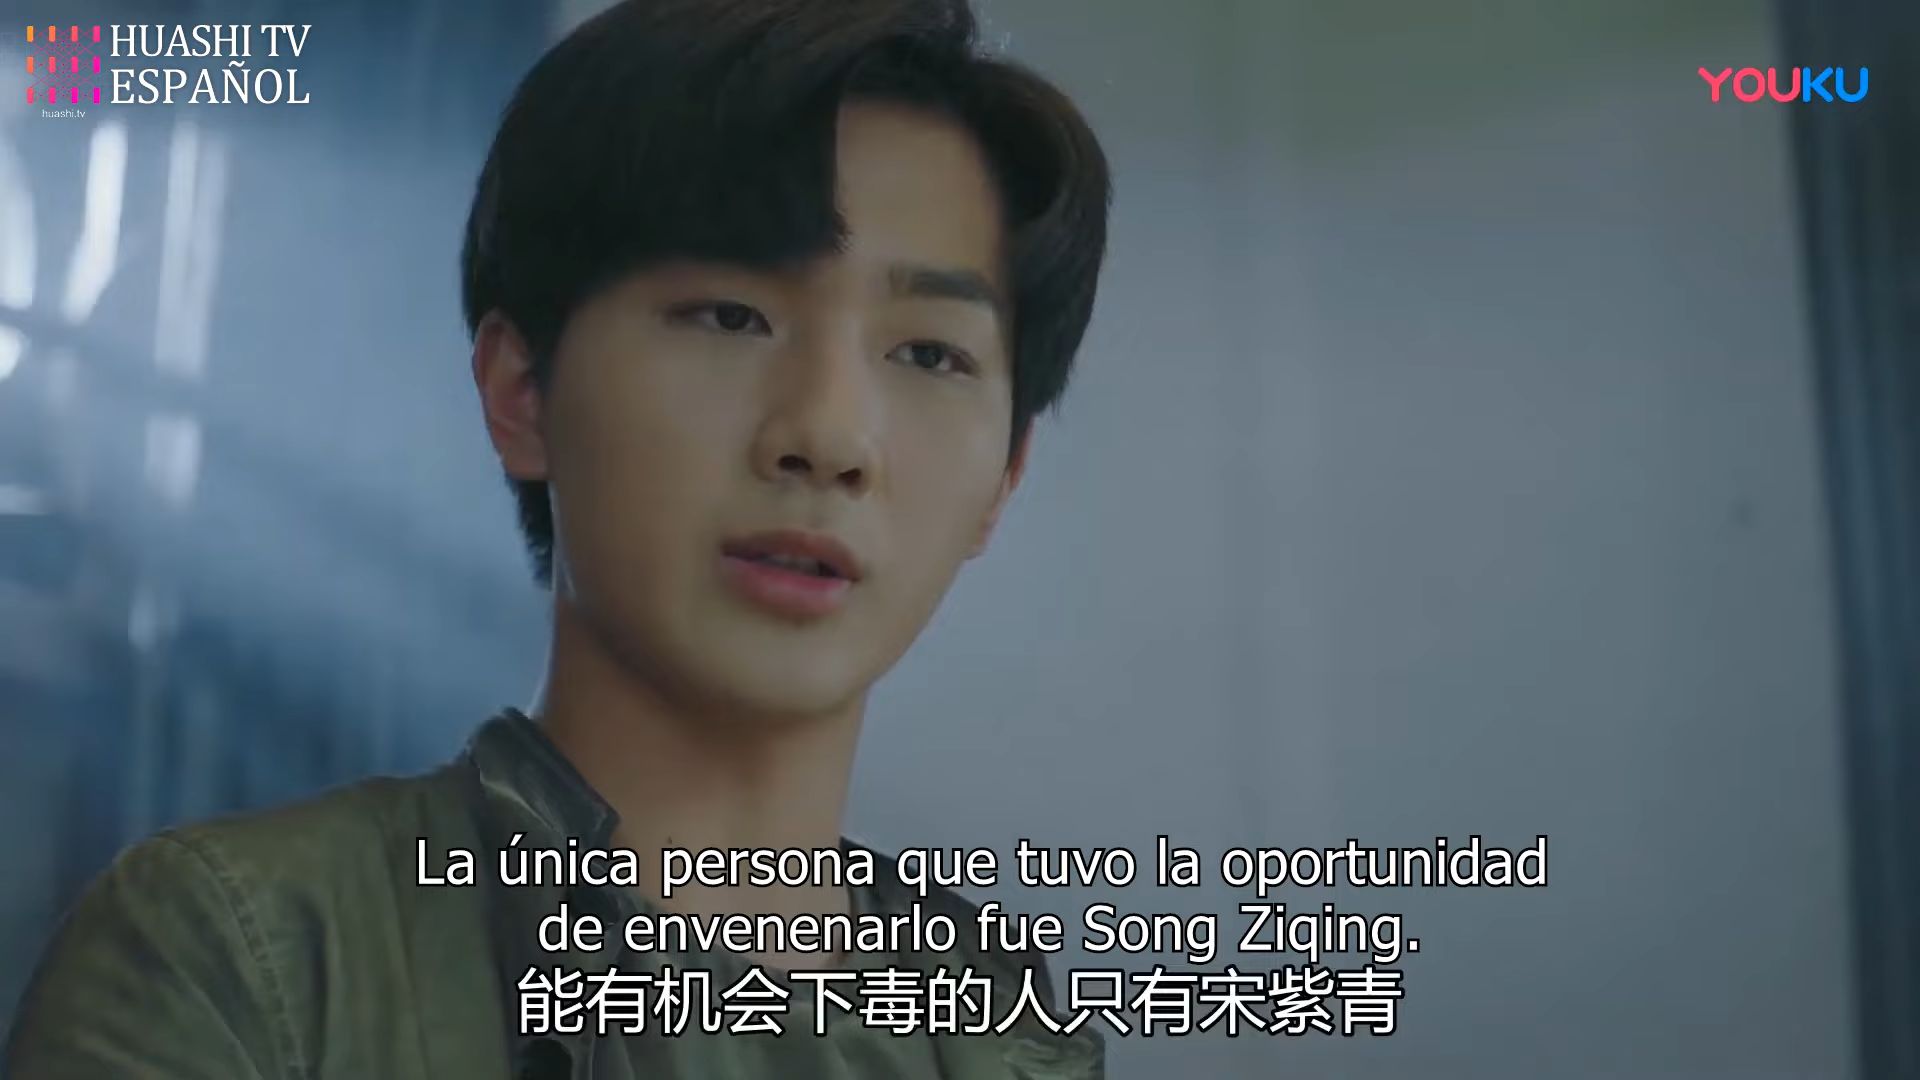 HUASHI TV
ESPAÑOL
huashi.tv
YOUKU
La única persona que tuvo la oportunidad
de envenenarlo fue Song Ziqing.
能有机会下毒的人只有宋紫青